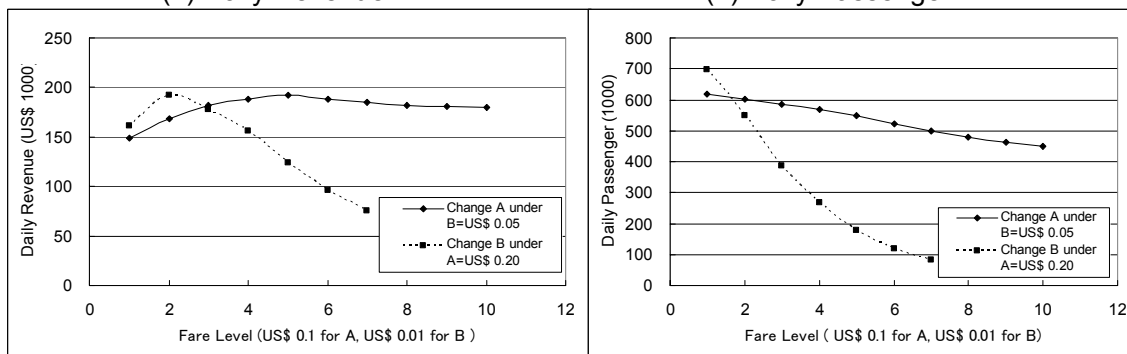 250
200
150
100
50
0
Daily Revenue (US$ 1000)
Change A under
B=US$ 0.05
Change B under
A=US$ 0.20
0 2 4 6 8 10 12
Fare Level (US$ 0.1 for A, US$ 0.01 for B )
800
700
600
500
400
300
200
100
0
Daily Passenger (1000)
Change A under
B=US$ 0.05
Change B under
A=US$ 0.20
0 2 4 6 8 10 12
Fare Level ( US$ 0.1 for A, US$ 0.01 for B)